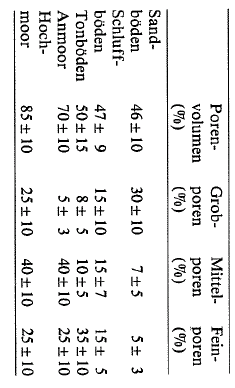 Poren- Grob- Mittel- Fein-
volumen poren poren poren
(%) (%) (%) (%)
Sand-
böden 46 ± 10 30 ± 10 7 ± 5 5 ± 3
Schluff-
böden 47 ± 9 15 ± 10 15 ± 7 15 ± 5
Tonböden 50 ± 15 8 ± 5 10 ± 5 35 ± 10
Anmoor 70 ± 10 5 ± 3 40 ± 10 25 ± 10
Hoch-
moor 85 ± 10 25 ± 10 40 ± 10 25 ± 10